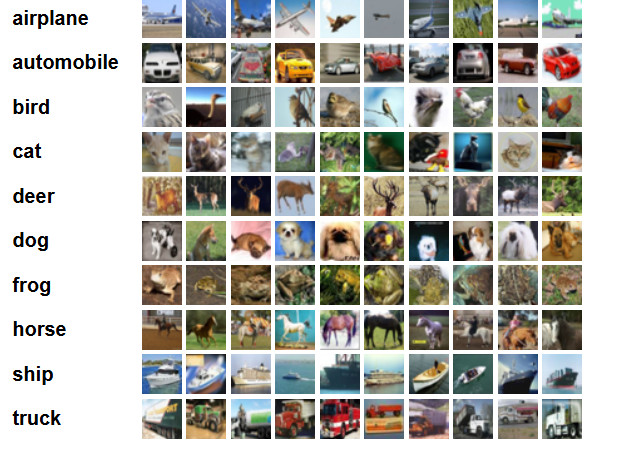 airplane
automobile
bird
cat
deer
dog
frog
horse
ship
truck